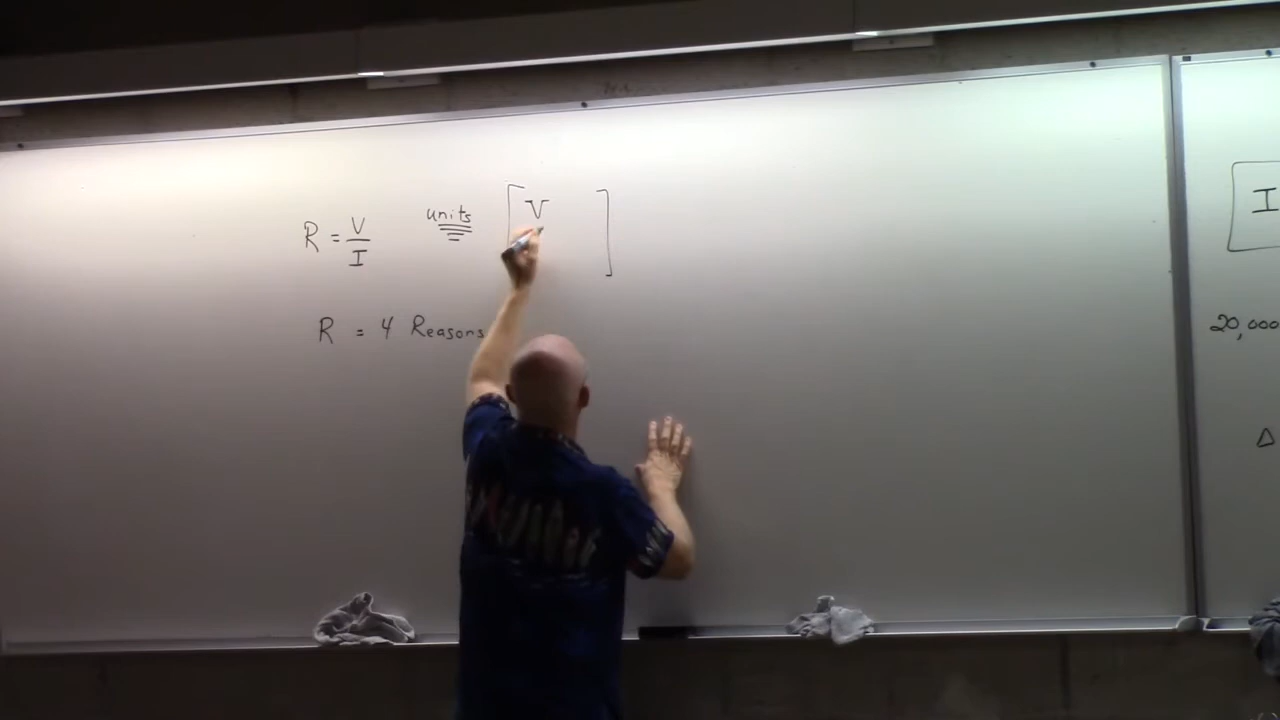 R = V/I units [ V ]
R = 4 Reasons
I
20,000
Δ